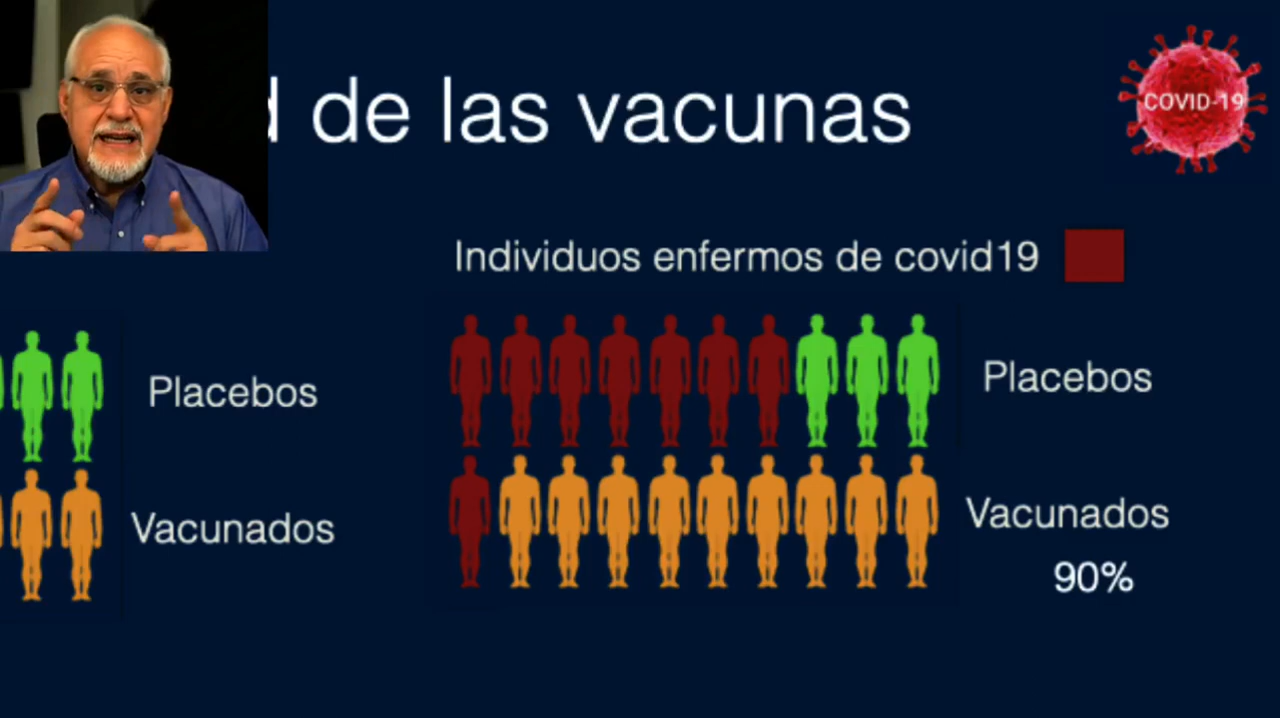 d de las vacunas
COVID-19
Individuos enfermos de covid19
Placebos
Placebos
Vacunados
Vacunados
90%